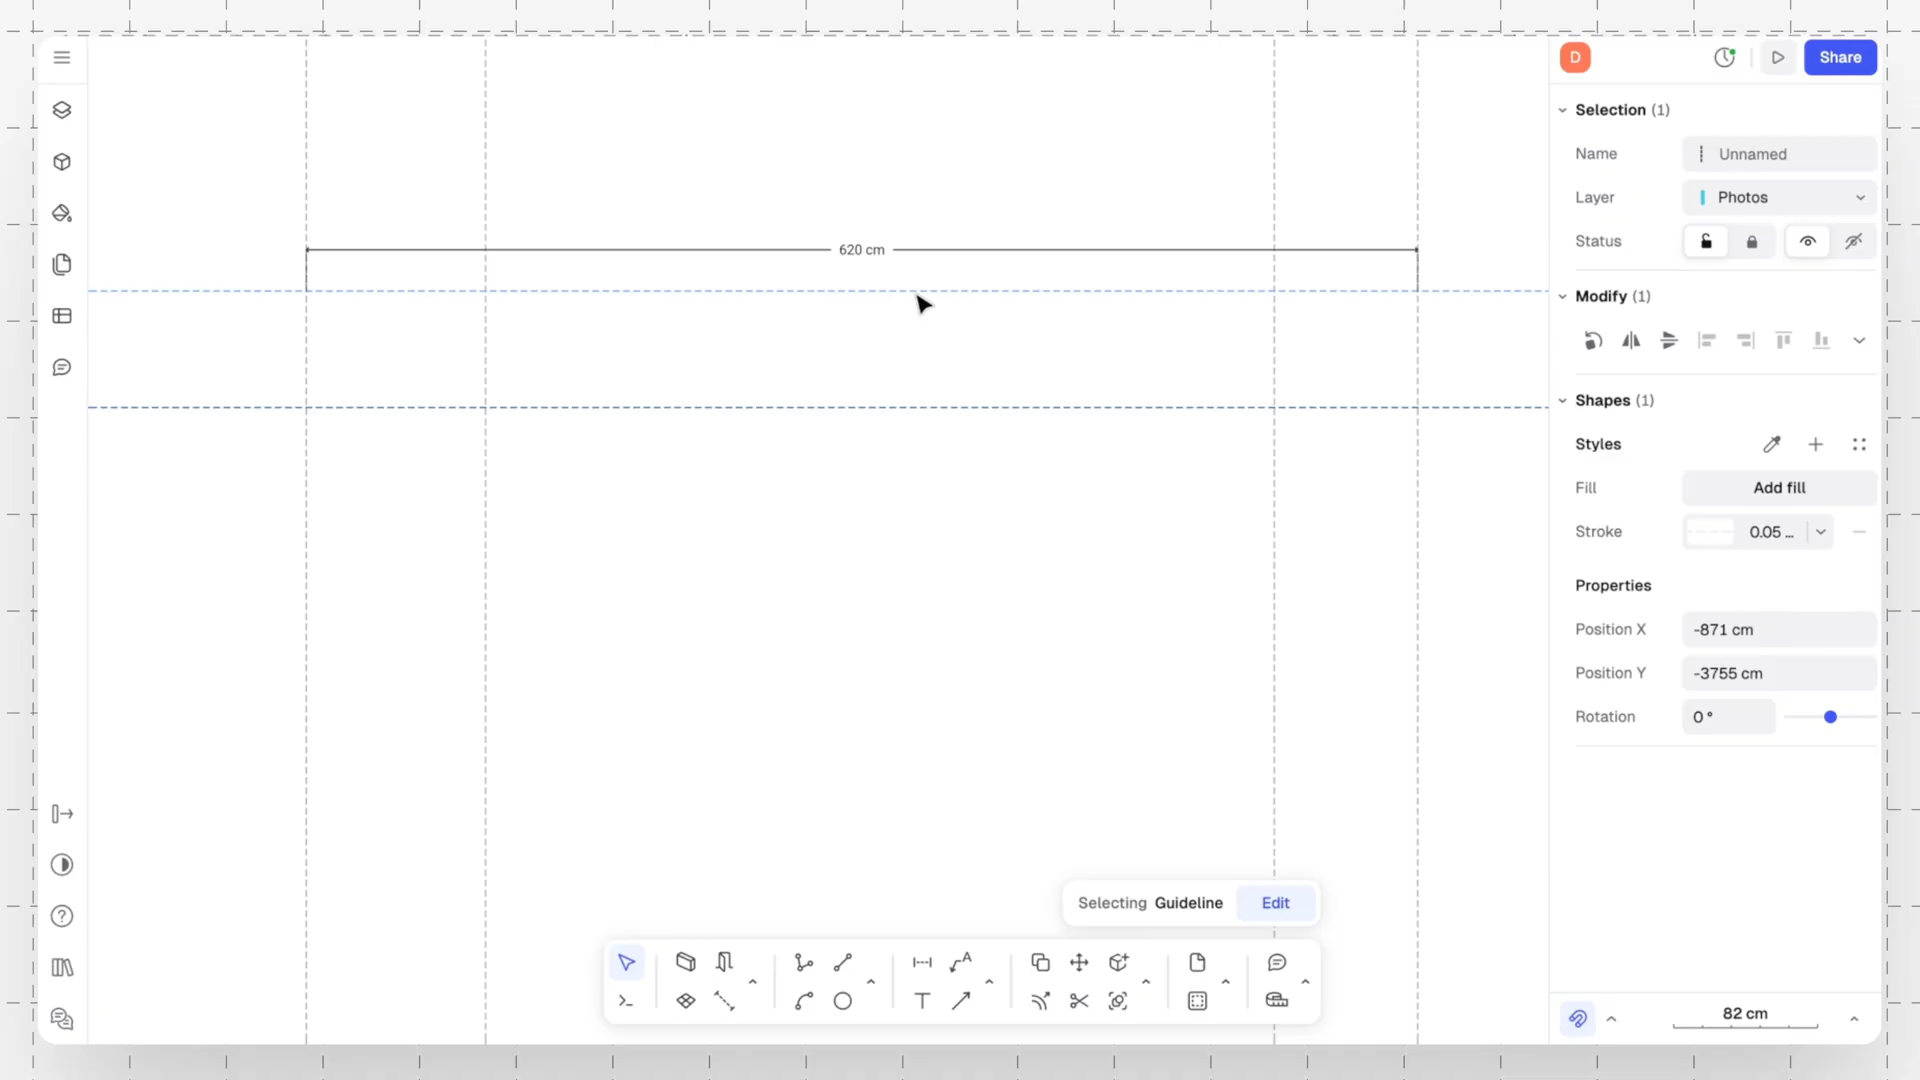 D
Share
Selection (1)
Name
Unnamed
Layer
Photos
Status
620 cm
Modify (1)
Shapes (1)
Styles
Fill
Add fill
Stroke
0.05 ...
Properties
Position X
-871 cm
Position Y
-3755 cm
Rotation
0 °
Selecting Guideline
Edit
82 cm